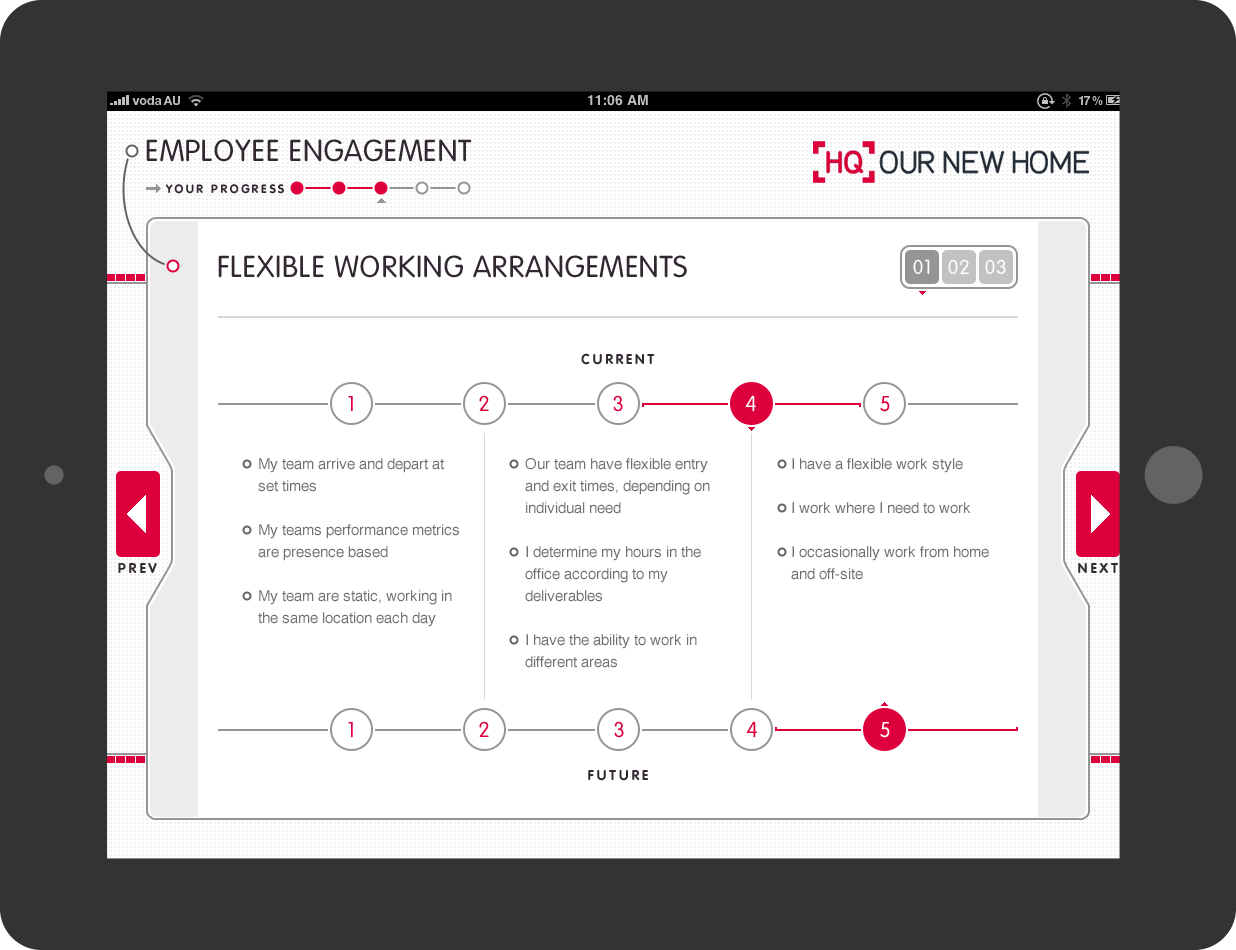 voda AU 11:06 AM 17%
EMPLOYEE ENGAGEMENT
[HQ] OUR NEW HOME
YOUR PROGRESS
FLEXIBLE WORKING ARRANGEMENTS
01 02 03
CURRENT
1 2 3 4 5
My team arrive and depart at
set times
My teams performance metrics
are presence based
My team are static, working in
the same location each day
Our team have flexible entry
and exit times, depending on
individual need
I determine my hours in the
office according to my
deliverables
I have the ability to work in
different areas
I have a flexible work style
I work where I need to work
I occasionally work from home
and off-site
PREV
NEXT
1 2 3 4 5
FUTURE